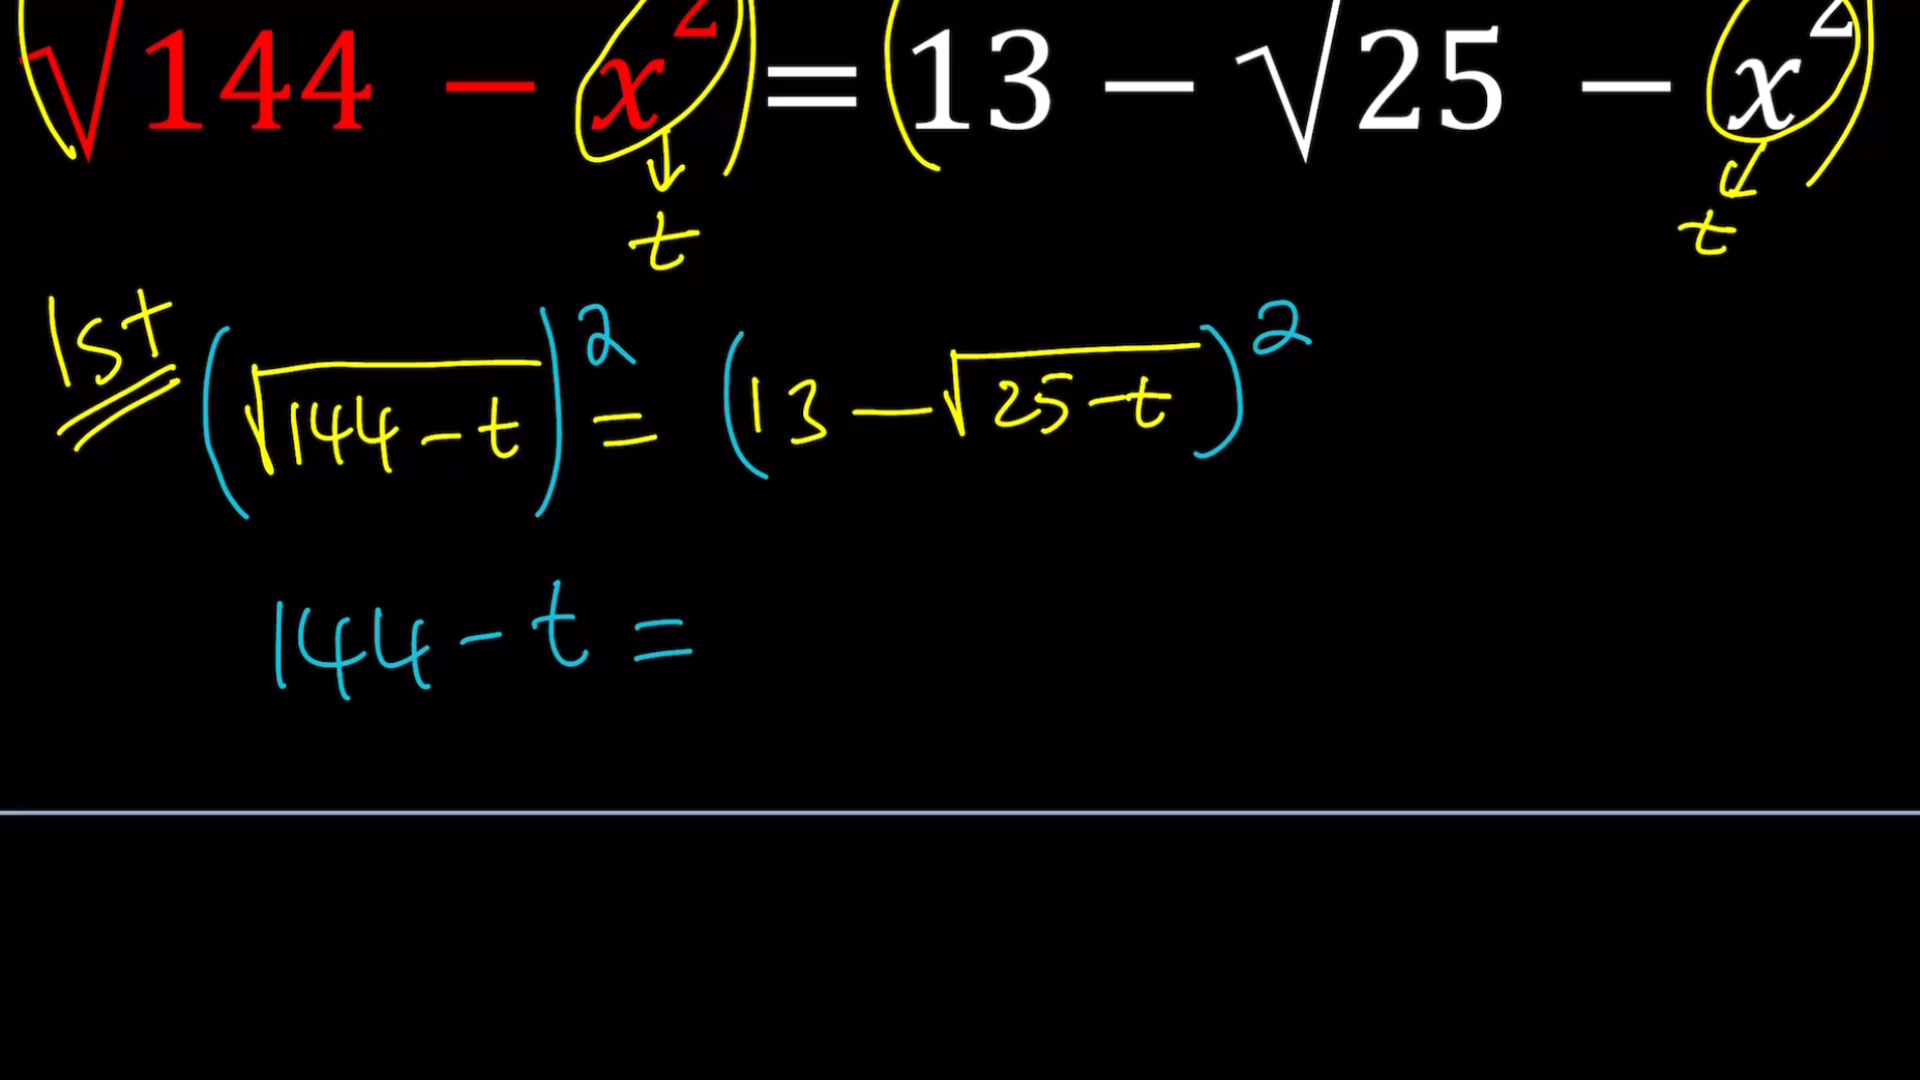 √144 − x² = (13 − √25 − x²)
t t
1st (√144 − t)² = (13 − √25 − t)²
144 − t =